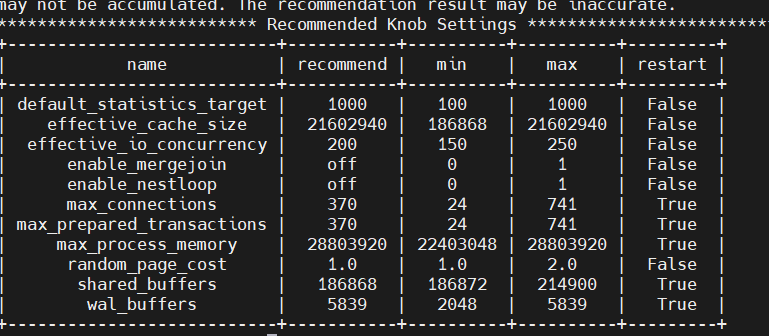 may not be accumulated. The recommendation result may be inaccurate.
************************** Recommended Knob Settings ************************
+---------------------------+-----------+----------+----------+---------+
| name | recommend | min | max | restart |
+---------------------------+-----------+----------+----------+---------+
| default_statistics_target | 1000 | 100 | 1000 | False |
| effective_cache_size | 21602940 | 186868 | 21602940 | False |
| effective_io_concurrency | 200 | 150 | 250 | False |
| enable_mergejoin | off | 0 | 1 | False |
| enable_nestloop | off | 0 | 1 | False |
| max_connections | 370 | 24 | 741 | True |
| max_prepared_transactions | 370 | 24 | 741 | True |
| max_process_memory | 28803920 | 22403048 | 28803920 | True |
| random_page_cost | 1.0 | 1.0 | 2.0 | False |
| shared_buffers | 186868 | 186872 | 214900 | True |
| wal_buffers | 5839 | 2048 | 5839 | True |
+---------------------------+-----------+----------+----------+---------+